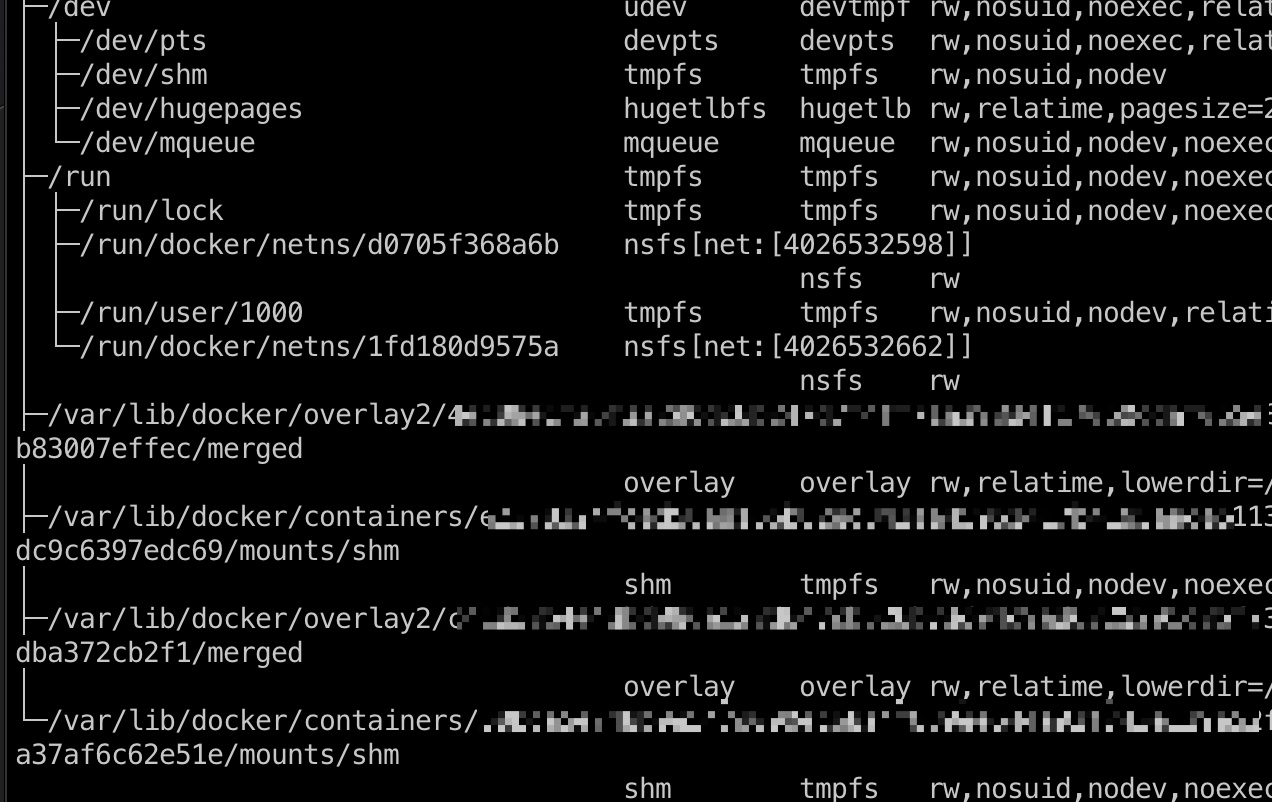 ├─/dev udev devtmpf rw,nosuid,noexec,relat
├─/dev/pts devpts devpts rw,nosuid,noexec,relat
├─/dev/shm tmpfs tmpfs rw,nosuid,nodev
├─/dev/hugepages hugetlbfs hugetlb rw,relatime,pagesize=2
└─/dev/mqueue mqueue mqueue rw,nosuid,nodev,noexec
├─/run tmpfs tmpfs rw,nosuid,nodev,noexec
├─/run/lock tmpfs tmpfs rw,nosuid,nodev,noexec
├─/run/docker/netns/d0705f368a6b nsfs[net:[4026532598]]
nsfs rw
├─/run/user/1000 tmpfs tmpfs rw,nosuid,nodev,relati
└─/run/docker/netns/1fd180d9575a nsfs[net:[4026532662]]
nsfs rw
├─/var/lib/docker/overlay2/4
b83007effec/merged
overlay overlay rw,relatime,lowerdir=/
├─/var/lib/docker/containers/e 113
dc9c6397edc69/mounts/shm
shm tmpfs rw,nosuid,nodev,noexec
├─/var/lib/docker/overlay2/c 3
dba372cb2f1/merged
overlay overlay rw,relatime,lowerdir=/
└─/var/lib/docker/containers/ 2f
a37af6c62e51e/mounts/shm
shm tmpfs rw,nosuid,nodev,noexec